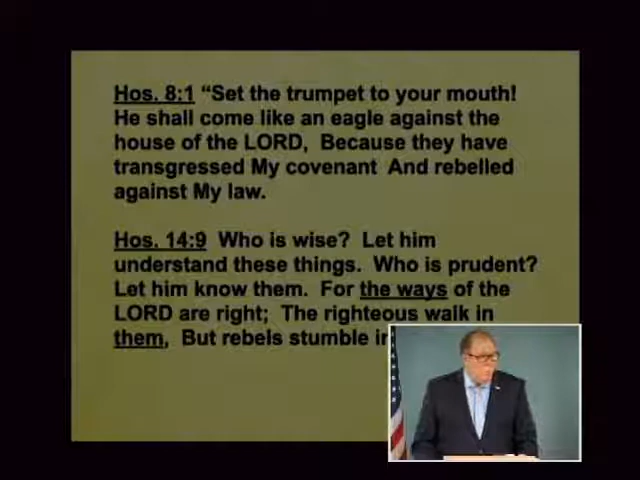 Hos. 8:1 “Set the trumpet to your mouth!
He shall come like an eagle against the
house of the LORD, Because they have
transgressed My covenant And rebelled
against My law.
Hos. 14:9 Who is wise? Let him
understand these things. Who is prudent?
Let him know them. For the ways of the
LORD are right; The righteous walk in
them, But rebels stumble